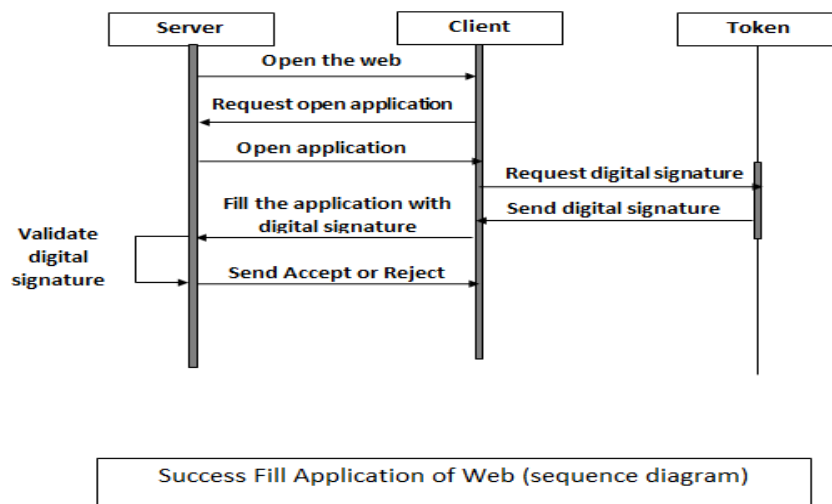 Server
Client
Token
Open the web
Request open application
Open application
Request digital signature
Send digital signature
Fill the application with
digital signature
Validate
digital
signature
Send Accept or Reject
Success Fill Application of Web (sequence diagram)